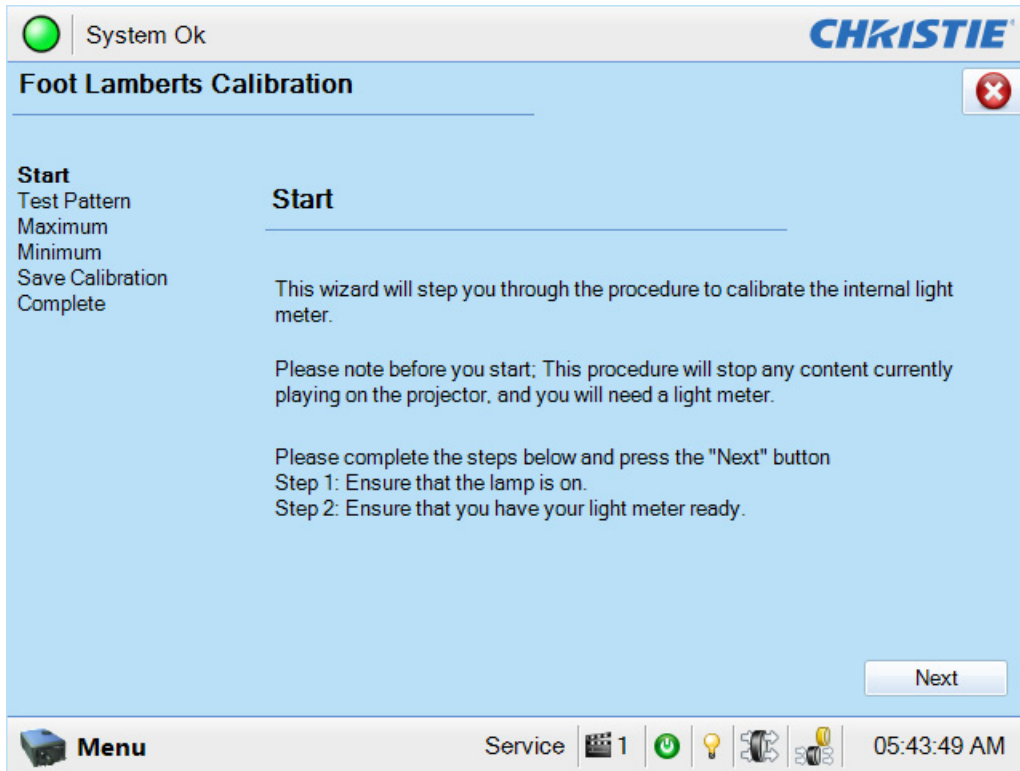 System Ok
CHRISTIE
Foot Lamberts Calibration
Start
Test Pattern
Maximum
Minimum
Save Calibration
Complete
Start
This wizard will step you through the procedure to calibrate the internal light
meter.
Please note before you start; This procedure will stop any content currently
playing on the projector, and you will need a light meter.
Please complete the steps below and press the "Next" button
Step 1: Ensure that the lamp is on.
Step 2: Ensure that you have your light meter ready.
Next
Menu
Service
1
05:43:49 AM